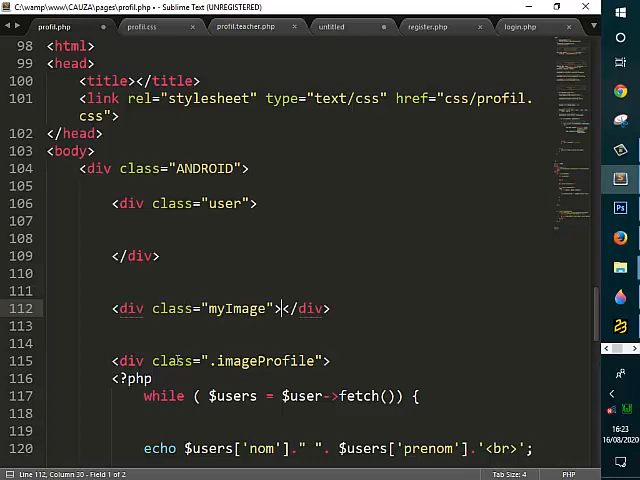 C:\wamp\www\CAUZA\pages\profil.php • - Sublime Text (UNREGISTERED)
profil.php
profil.css
profil.teacher.php
untitled
register.php
login.php
98 <html>
99 <head>
100 <title></title>
101 <link rel="stylesheet" type="text/css" href="css/profil.
css">
102 </head>
103 <body>
104 <div class="ANDROID">
105
106 <div class="user">
107
108
109 </div>
110
111
112 <div class="myImage"></div>
113
114
115 <div class=".imageProfile">
116 <?php
117 while ( $users = $user->fetch()) {
118
119
120 echo $users['nom']." ". $users['prenom'].'<br>';
Line 112, Column 30 - Field 1 of 2
Tab Size: 4
PHP
16:23
16/08/2020